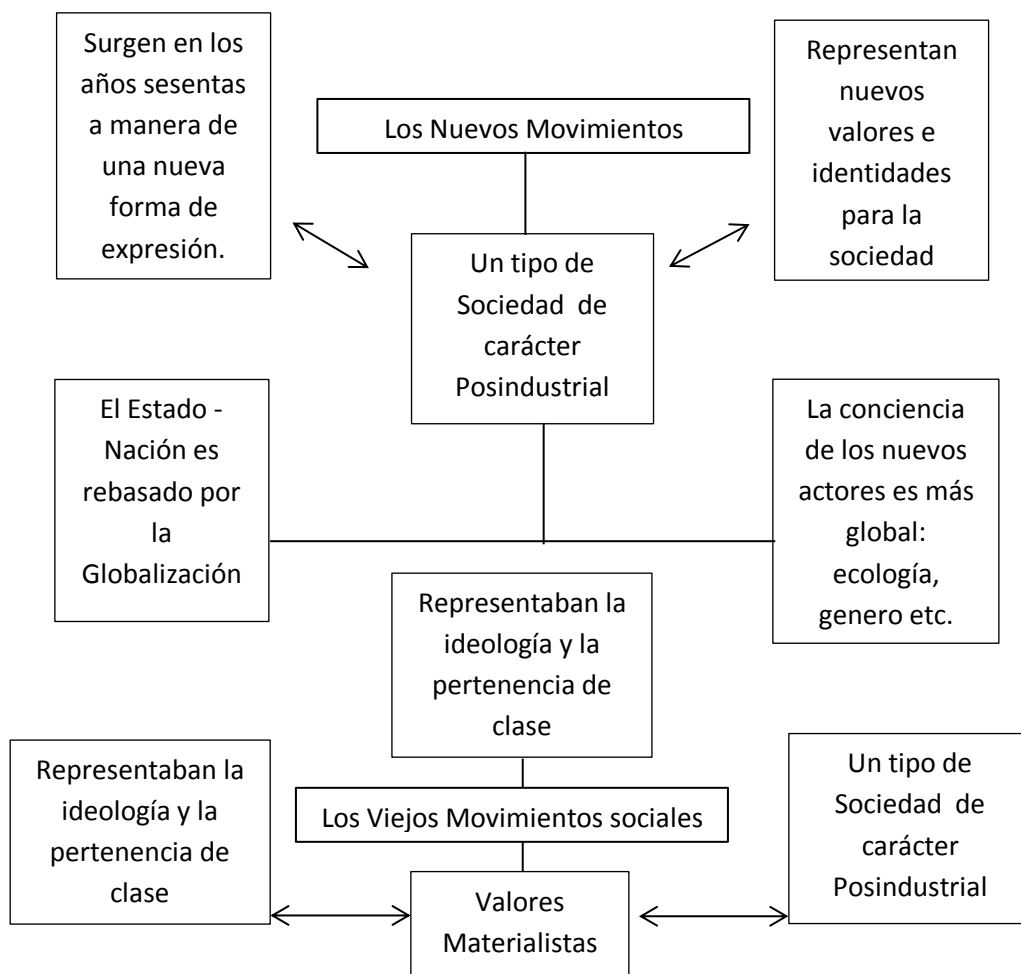 Surgen en los
años sesentas
a manera de
una nueva
forma de
expresión.
Los Nuevos Movimientos
Representan
nuevos
valores e
identidades
para la
sociedad
Un tipo de
Sociedad de
carácter
Posindustrial
El Estado -
Nación es
rebasado por
la
Globalización
La conciencia
de los nuevos
actores es más
global:
ecología,
genero etc.
Representaban la
ideología y la
pertenencia de
clase
Representaban la
ideología y la
pertenencia de
clase
Los Viejos Movimientos sociales
Un tipo de
Sociedad de
carácter
Posindustrial
Valores
Materialistas